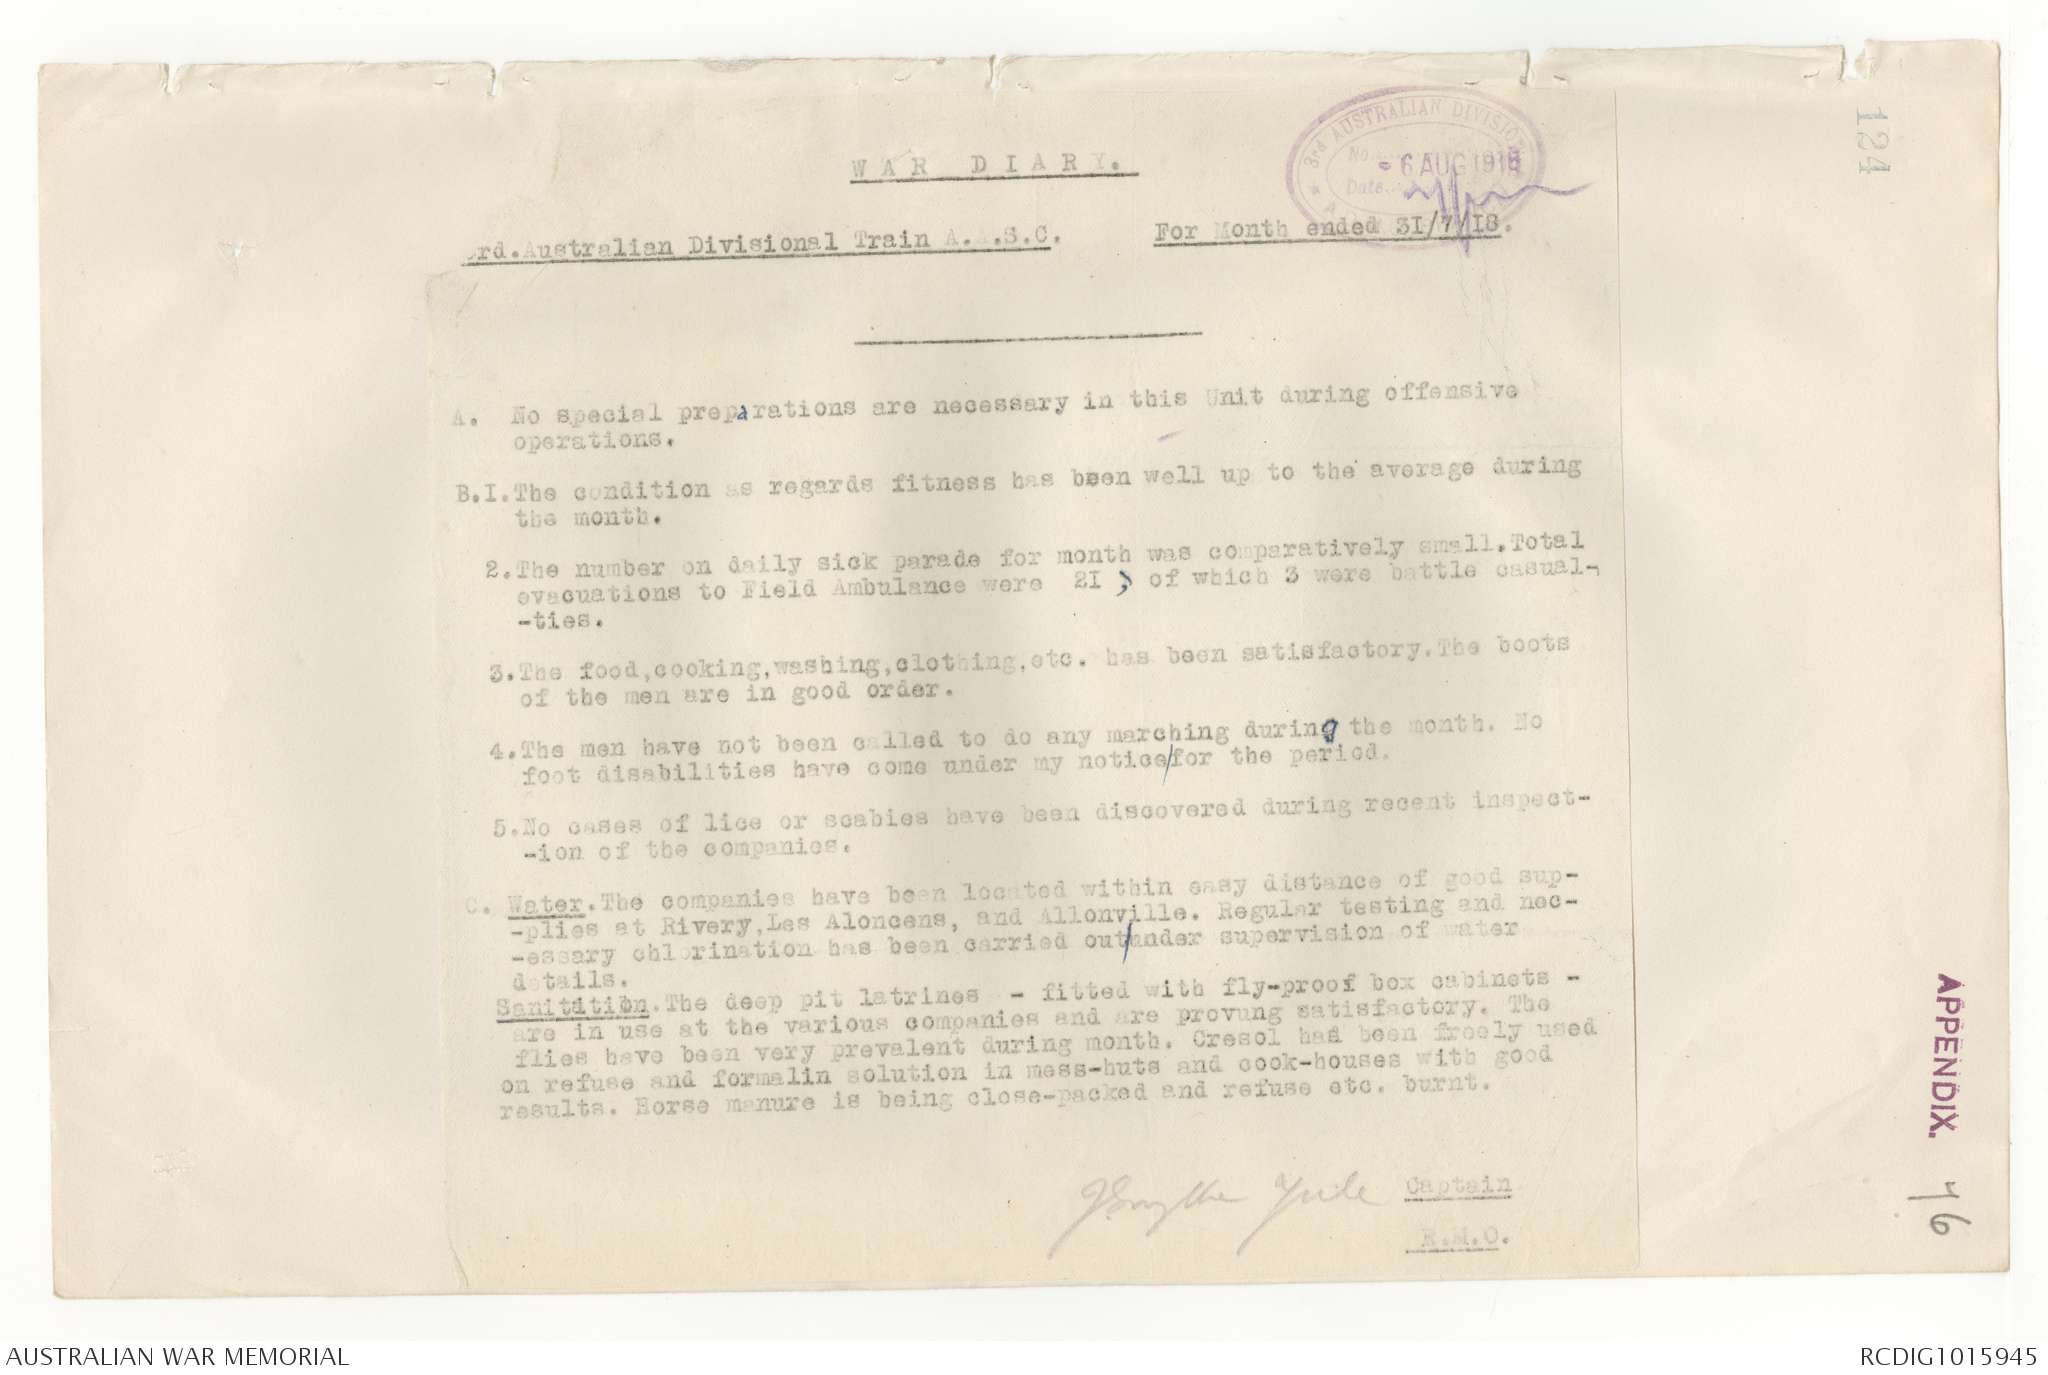 124
3rd AUSTRALIAN DIVISION
No.
- 6 AUG 1918
Date
WAR DIARY.
3rd.Australian Divisional Train A.A.S.C. For Month ended 3I/7/I8.
A. No special preparations are necessary in this Unit during offensive
operations.
B.I.The condition as regards fitness has been well up to the average during
the month.
2.The number on daily sick parade for month was comparatively small.Total
evacuations to Field Ambulance were 2I, of which 3 were battle casual-
-ties.
3.The food,cooking,washing,clothing,etc. has been satisfactory.The boots
of the men are in good order.
4.The men have not been called to do any marching during the month. No
foot disabilities have come under my notice/for the period.
5.No cases of lice or scabies have been discovered during recent inspect-
-ion of the companies.
C. Water.The companies have been located within easy distance of good sup-
-plies at Rivery,Les Aloncens, and Allonville. Regular testing and nec-
-essary chlorination has been carried out/under supervision of water
details.
Sanitation.The deep pit latrines - fitted with fly-proof box cabinets -
are in use at the various companies and are provung satisfactory. The
flies have been very prevalent during month. Cresol has been freely used
on refuse and formalin solution in mess-huts and cook-houses with good
results. Horse manure is being close-packed and refuse etc. burnt.
Captain
R.M.O.
APPENDIX. 76
AUSTRALIAN WAR MEMORIAL RCDIG1015945